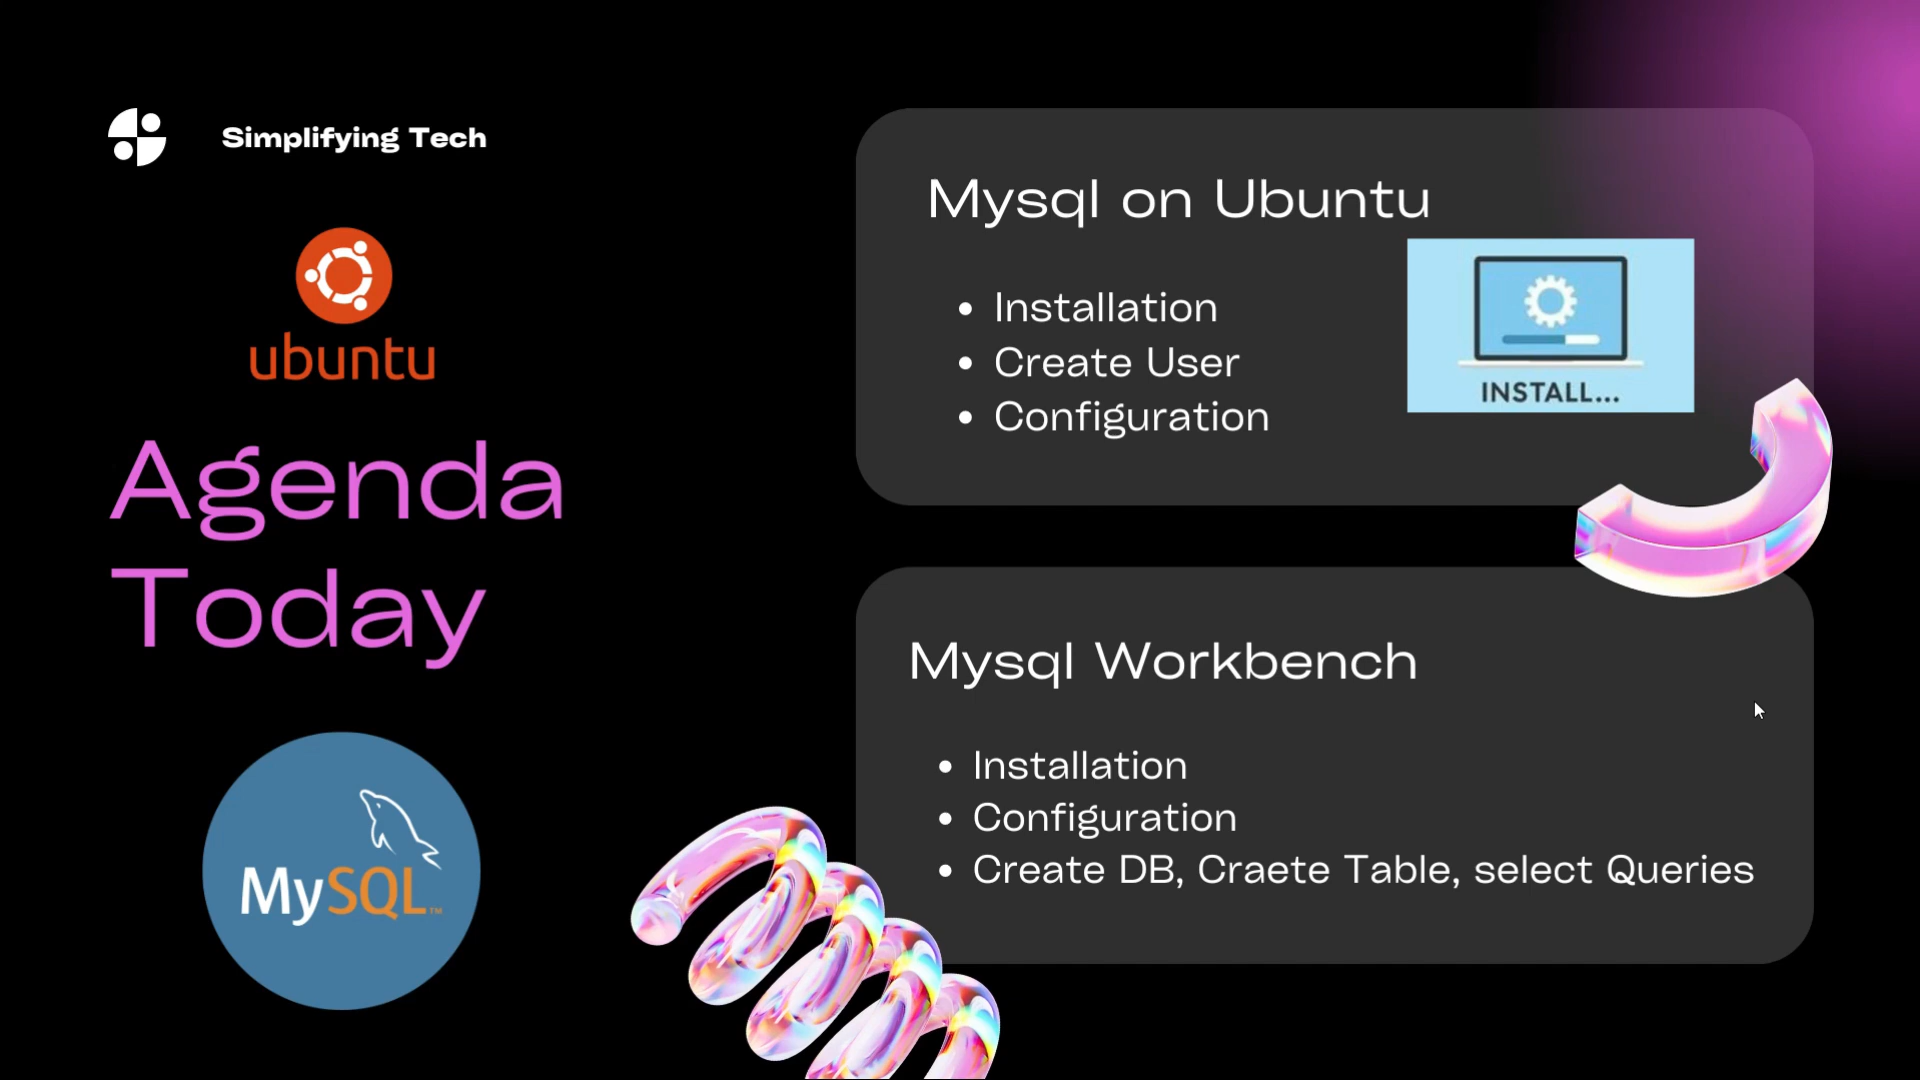 Simplifying Tech
ubuntu
Agenda
Today
MySQL™
Mysql on Ubuntu
• Installation
• Create User
• Configuration
INSTALL...
Mysql Workbench
• Installation
• Configuration
• Create DB, Craete Table, select Queries